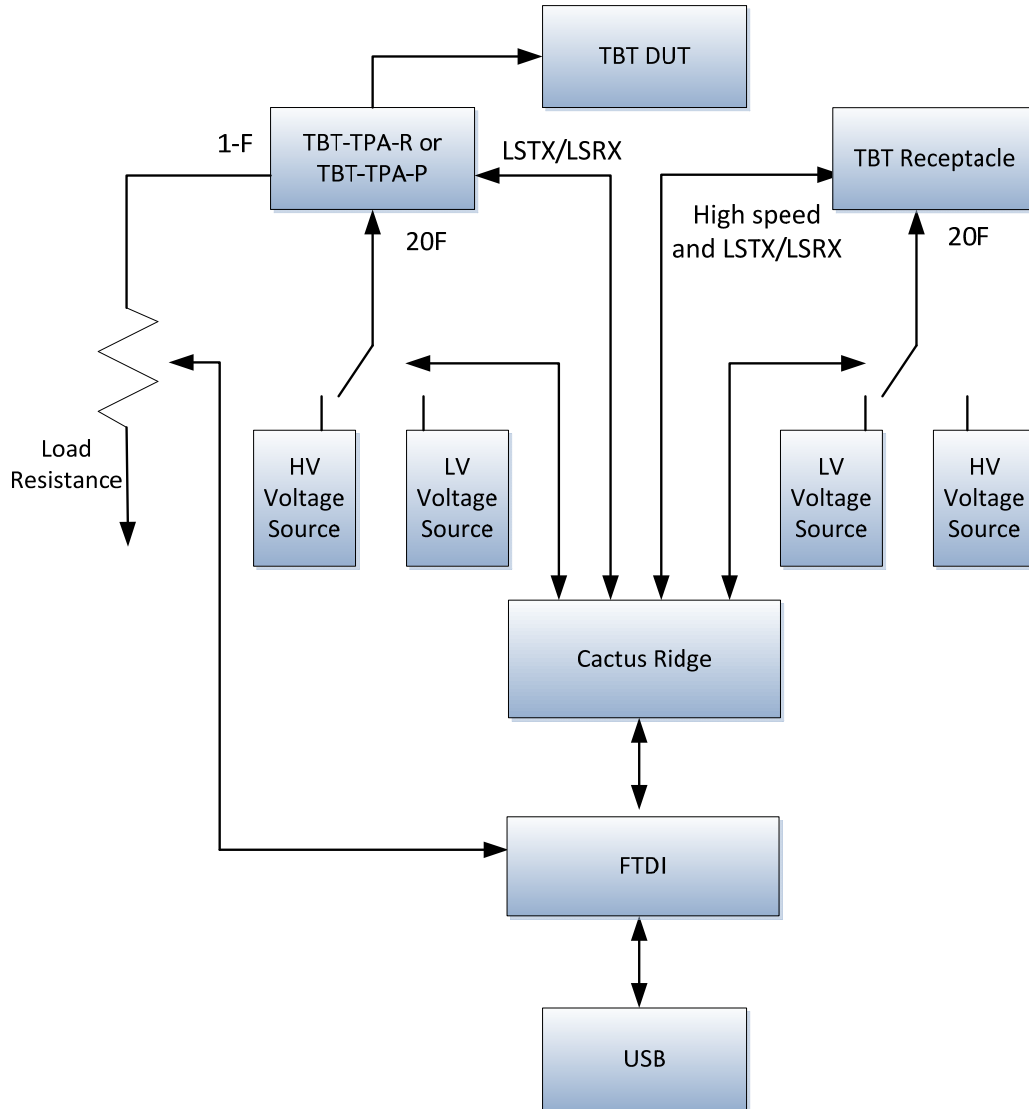 TBT DUT
1-F
TBT-TPA-R or
TBT-TPA-P
LSTX/LSRX
TBT Receptacle
20F
High speed
and LSTX/LSRX
20F
Load
Resistance
HV
Voltage
Source
LV
Voltage
Source
LV
Voltage
Source
HV
Voltage
Source
Cactus Ridge
FTDI
USB